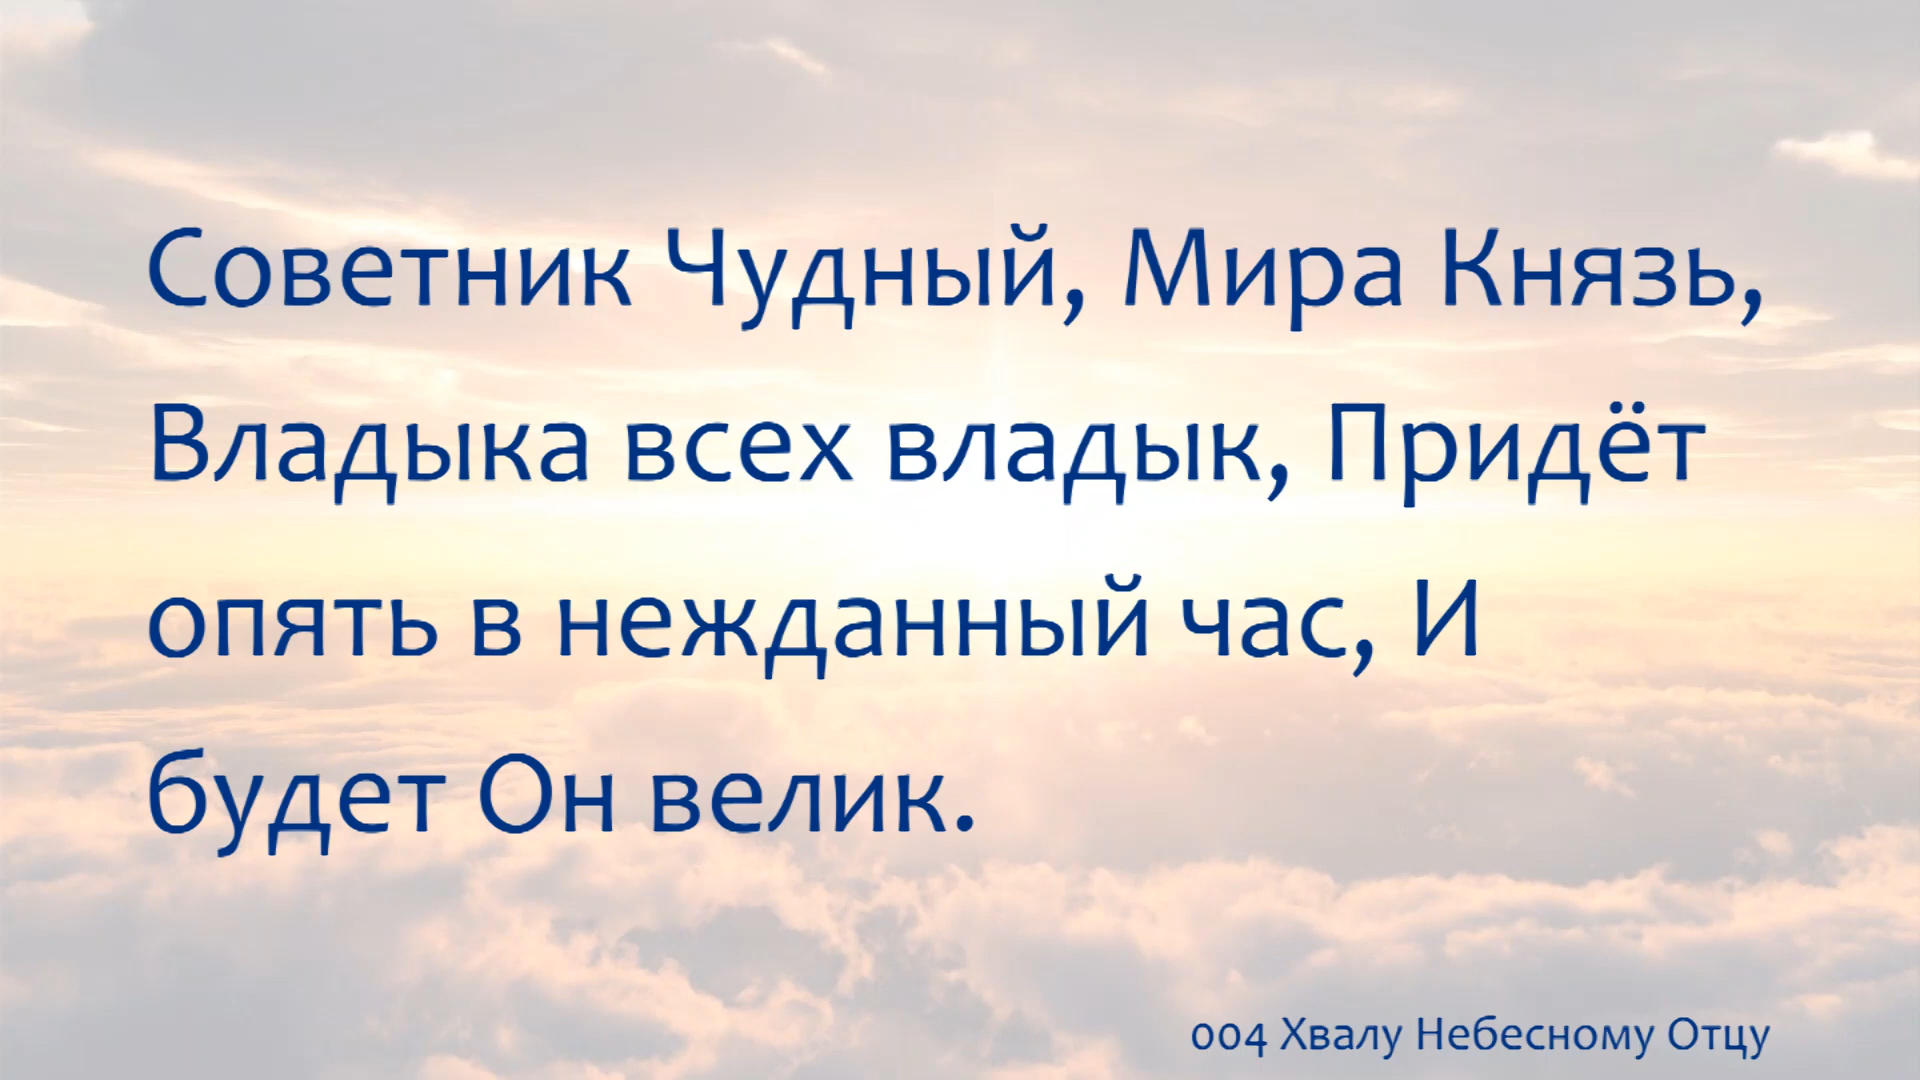 Советник Чудный, Мира Князь,
Владыка всех владык, Придёт
опять в нежданный час, И
будет Он велик.
004 Хвалу Небесному Отцу